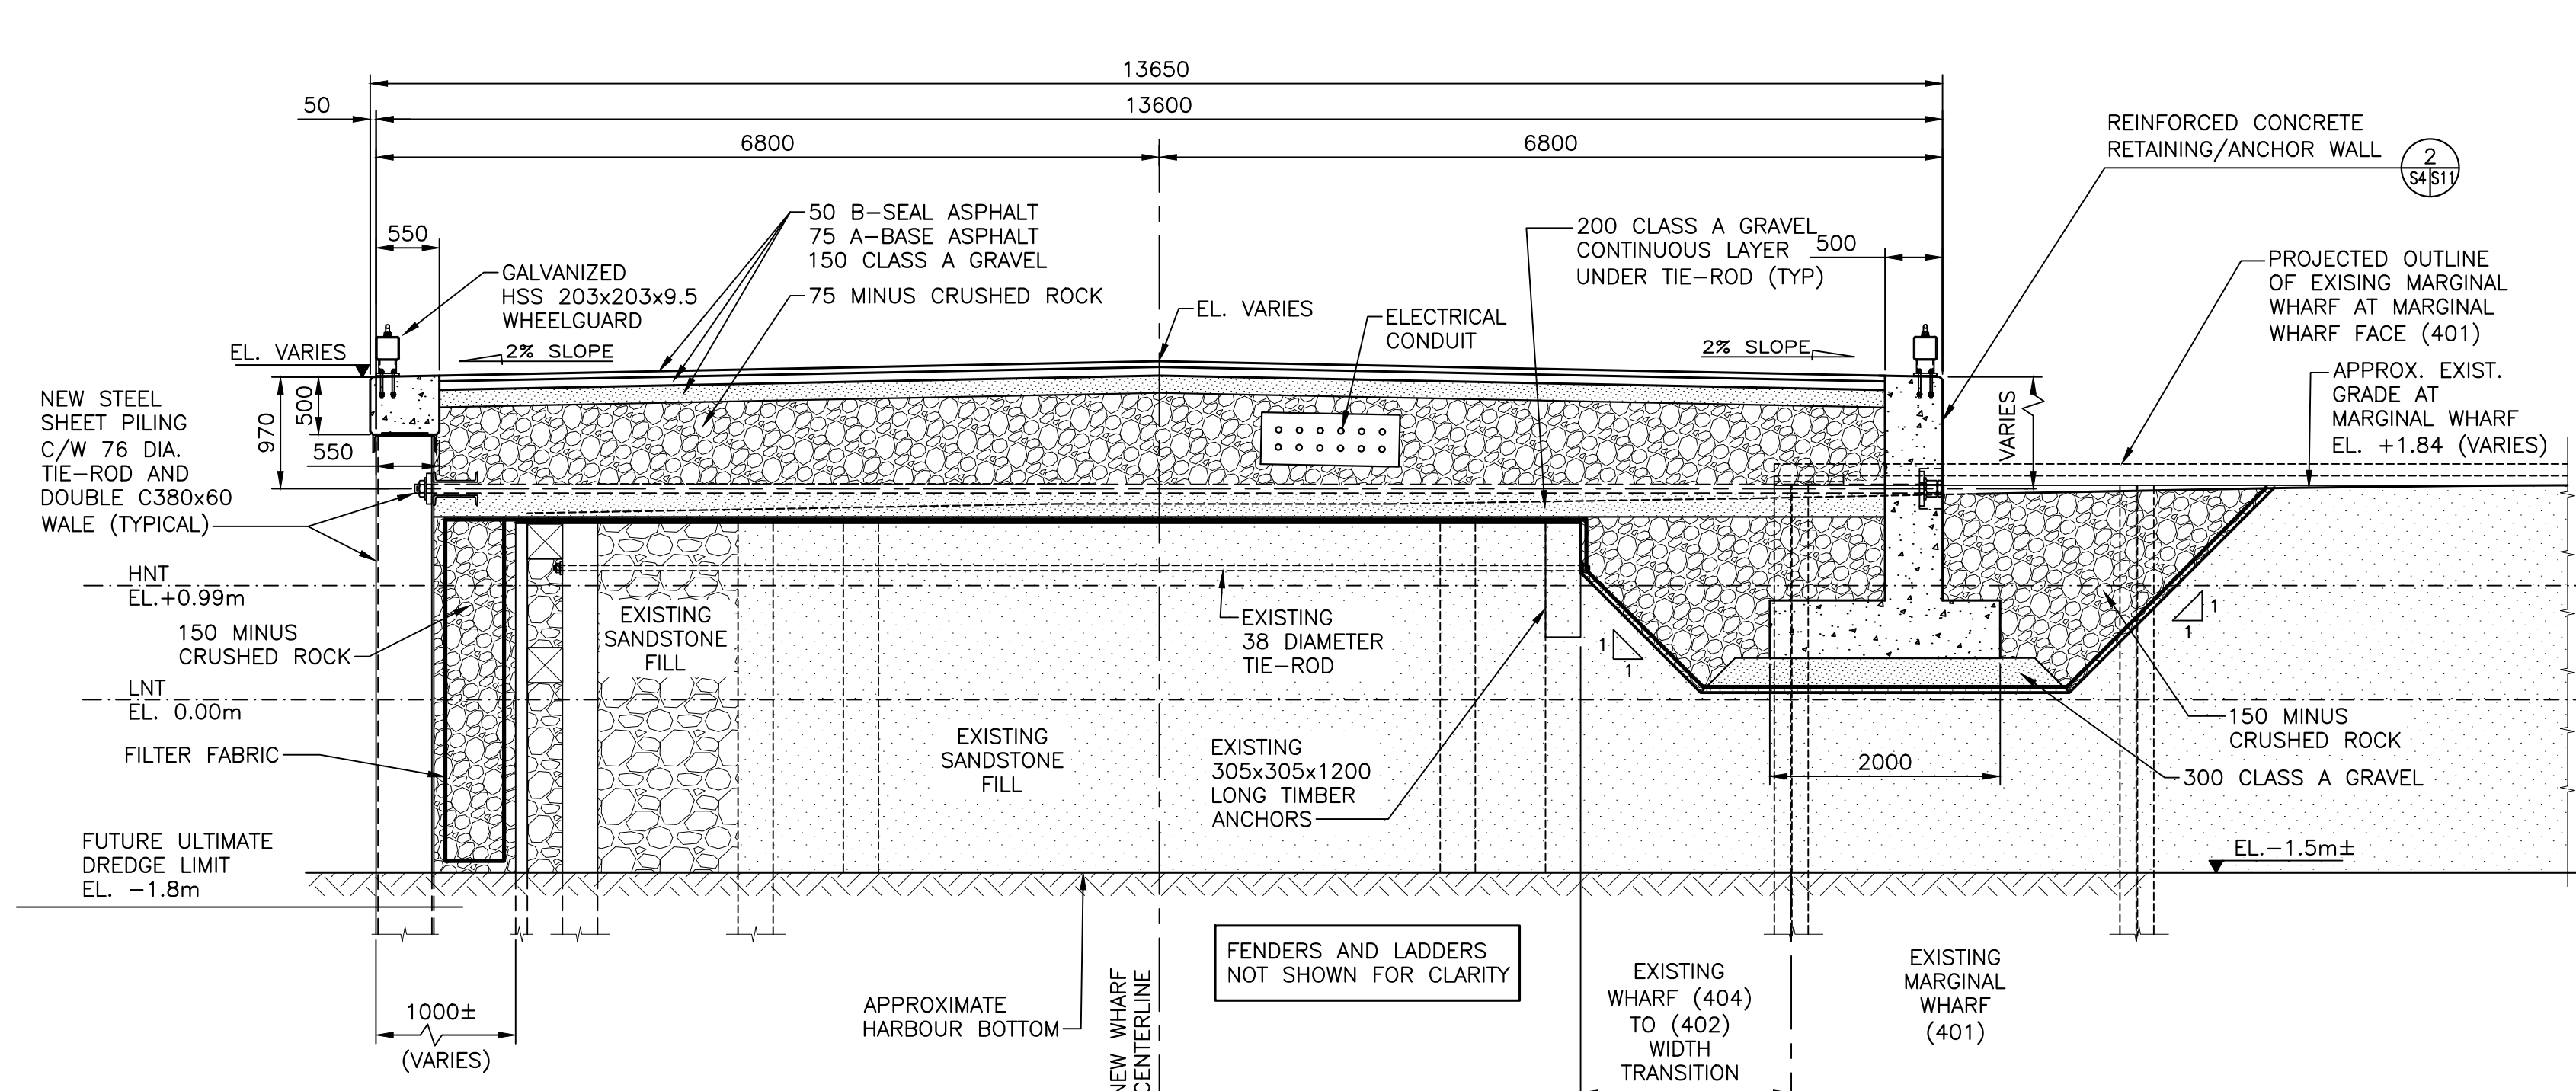 13650
50
13600
6800
6800
REINFORCED CONCRETE
RETAINING/ANCHOR WALL
2
S4 S11
550
50 B-SEAL ASPHALT
75 A-BASE ASPHALT
150 CLASS A GRAVEL
75 MINUS CRUSHED ROCK
200 CLASS A GRAVEL
CONTINUOUS LAYER
UNDER TIE-ROD (TYP)
500
PROJECTED OUTLINE
OF EXISING MARGINAL
WHARF AT MARGINAL
WHARF FACE (401)
GALVANIZED
HSS 203x203x9.5
WHEELGUARD
EL. VARIES
ELECTRICAL
CONDUIT
EL. VARIES
2% SLOPE
2% SLOPE
APPROX. EXIST.
GRADE AT
MARGINAL WHARF
EL. +1.84 (VARIES)
NEW STEEL
SHEET PILING
C/W 76 DIA.
TIE-ROD AND
DOUBLE C380x60
WALE (TYPICAL)
970
500
550
VARIES
HNT
EL.+0.99m
150 MINUS
CRUSHED ROCK
EXISTING
SANDSTONE
FILL
EXISTING
38 DIAMETER
TIE-ROD
1
1
1
1
LNT
EL. 0.00m
FILTER FABRIC
EXISTING
SANDSTONE
FILL
EXISTING
305x305x1200
LONG TIMBER
ANCHORS
2000
150 MINUS
CRUSHED ROCK
300 CLASS A GRAVEL
FUTURE ULTIMATE
DREDGE LIMIT
EL. -1.8m
EL.-1.5m±
1000±
(VARIES)
APPROXIMATE
HARBOUR BOTTOM
NEW WHARF
CENTERLINE
FENDERS AND LADDERS
NOT SHOWN FOR CLARITY
EXISTING
WHARF (404)
TO (402)
WIDTH
TRANSITION
EXISTING
MARGINAL
WHARF
(401)